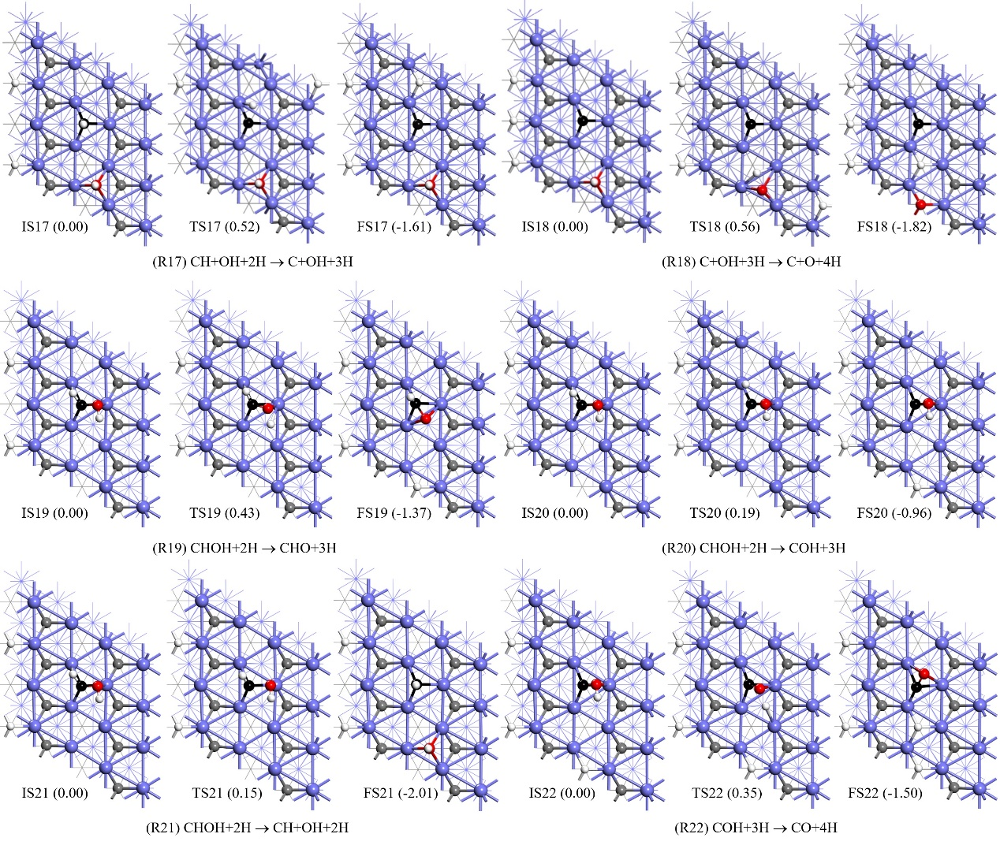 IS17 (0.00) TS17 (0.52) FS17 (-1.61) IS18 (0.00) TS18 (0.56) FS18 (-1.82)
(R17) CH+OH+2H → C+OH+3H (R18) C+OH+3H → C+O+4H
IS19 (0.00) TS19 (0.43) FS19 (-1.37) IS20 (0.00) TS20 (0.19) FS20 (-0.96)
(R19) CHOH+2H → CHO+3H (R20) CHOH+2H → COH+3H
IS21 (0.00) TS21 (0.15) FS21 (-2.01) IS22 (0.00) TS22 (0.35) FS22 (-1.50)
(R21) CHOH+2H → CH+OH+2H (R22) COH+3H → CO+4H